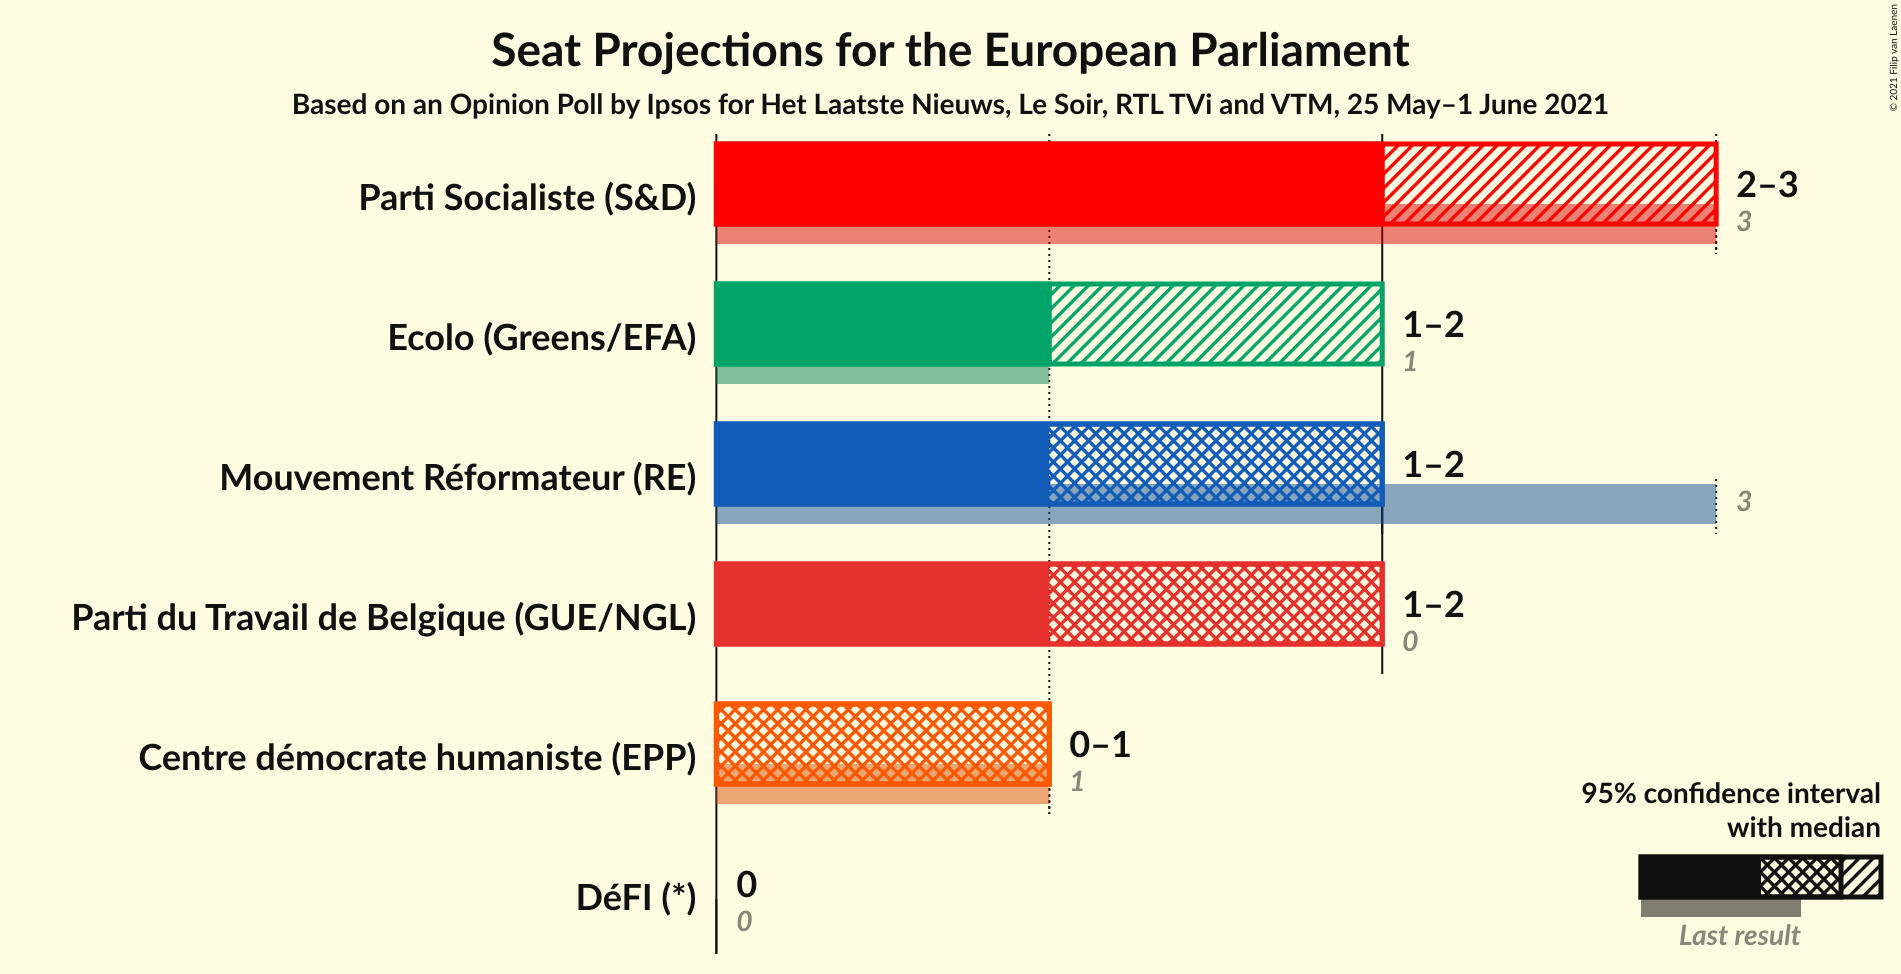 Seat Projections for the European Parliament
Based on an Opinion Poll by Ipsos for Het Laatste Nieuws, Le Soir, RTL TVi and VTM, 25 May–1 June 2021
© 2021 Filip van Laenen
Parti Socialiste (S&D)
2–3
3
Ecolo (Greens/EFA)
1–2
1
Mouvement Réformateur (RE)
1–2
3
Parti du Travail de Belgique (GUE/NGL)
1–2
0
Centre démocrate humaniste (EPP)
0–1
1
DéFI (*)
0
0
95% confidence interval
with median
Last result